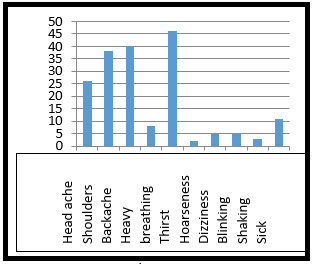 50
45
40
35
30
25
20
15
10
5
0
Head ache
Shoulders
Backache
Heavy
breathing
Thirst
Hoarseness
Dizziness
Blinking
Shaking
Sick